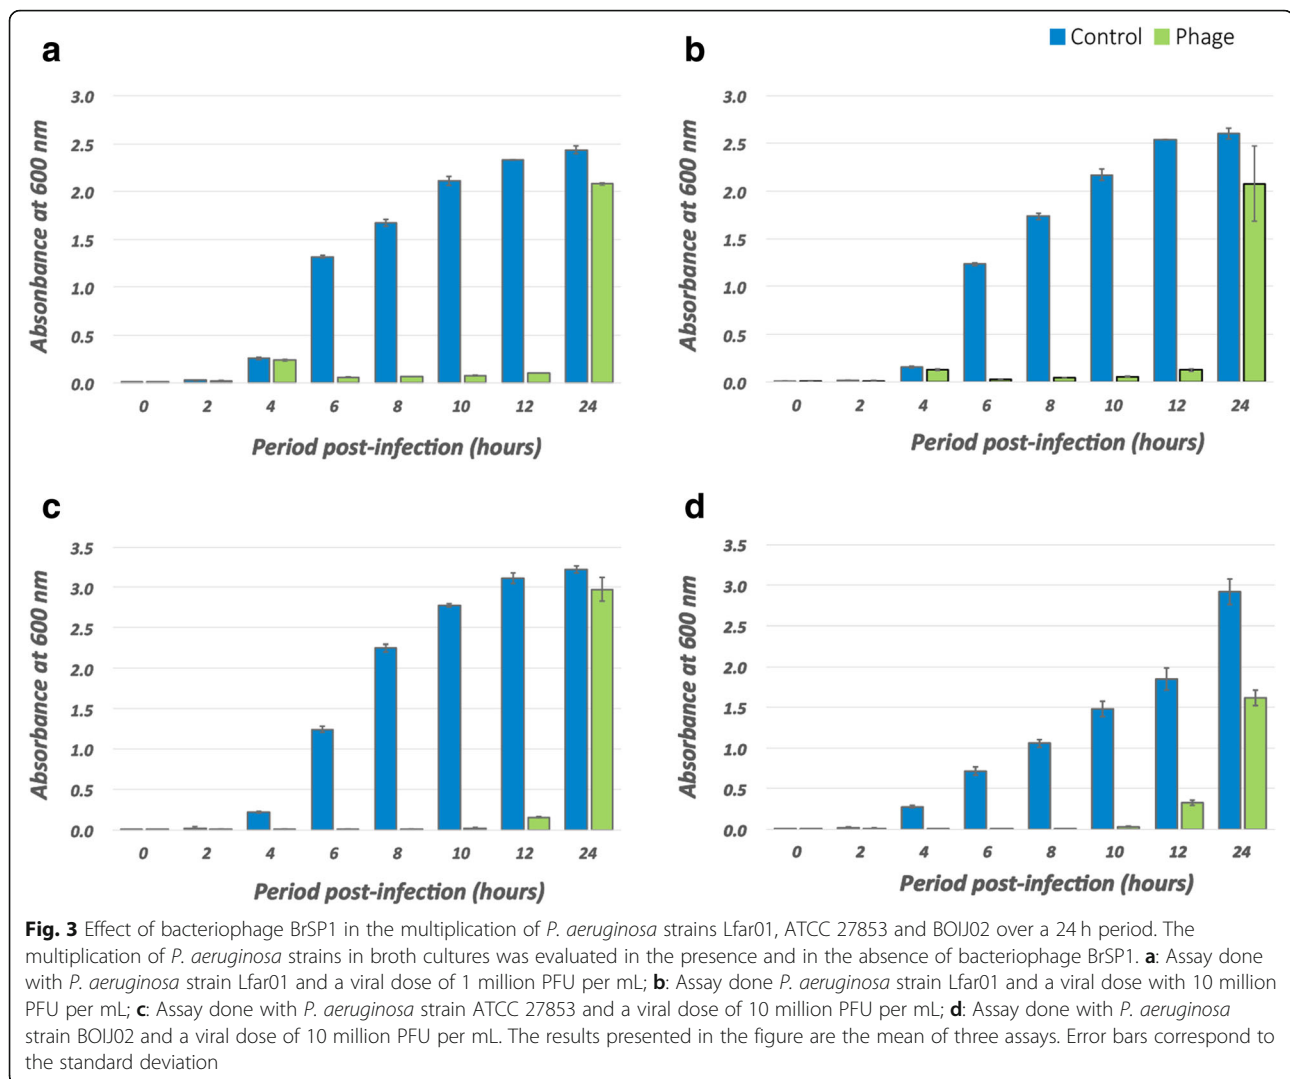 a
b
Control Phage
Absonbance at 600 nm
3.0
2.5
2.0
1.5
1.0
0.5
0.0
0 2 4 6 8 10 12 24
Period post-infection (hours)
Absorbance at 600 nm
3.0
2.5
2.0
1.5
1.0
0.5
0.0
0 2 4 6 8 10 12 24
Period post-infection (hours)
c
d
Absorbance at 600 nm
3.5
3.0
2.5
2.0
1.5
1.0
0.5
0.0
0 2 4 6 8 10 12 24
Period post-infection (hours)
Absorbance at 600 nm
3.5
3.0
2.5
2.0
1.5
1.0
0.5
0.0
0 2 4 6 8 10 12 24
Period post-infection (hours)
Fig. 3 Effect of bacteriophage BrSP1 in the multiplication of P. aeruginosa strains Lfar01, ATCC 27853 and BOIJ02 over a 24 h period. The
multiplication of P. aeruginosa strains in broth cultures was evaluated in the presence and in the absence of bacteriophage BrSP1. a: Assay done
with P. aeruginosa strain Lfar01 and a viral dose of 1 million PFU per mL; b: Assay done P. aeruginosa strain Lfar01 and a viral dose with 10 million
PFU per mL; c: Assay done with P. aeruginosa strain ATCC 27853 and a viral dose of 10 million PFU per mL; d: Assay done with P. aeruginosa
strain BOIJ02 and a viral dose of 10 million PFU per mL. The results presented in the figure are the mean of three assays. Error bars correspond to
the standard deviation